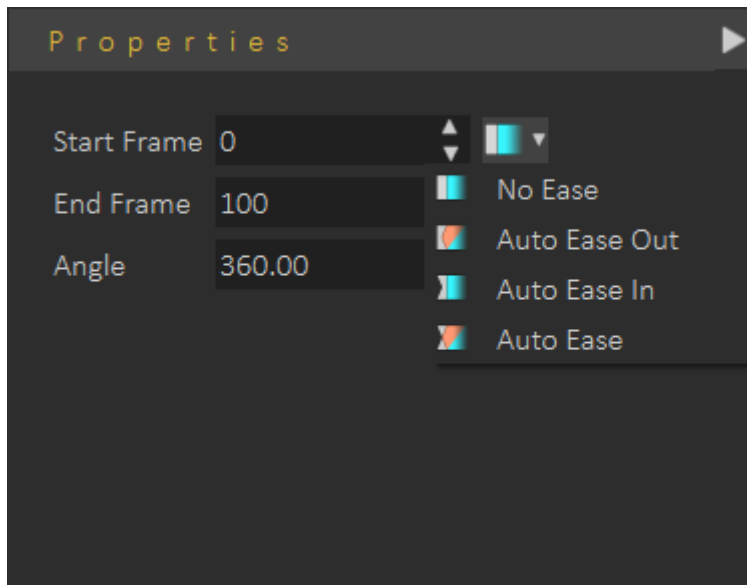 Properties
Start Frame 0
No Ease
End Frame 100
Auto Ease Out
Angle 360.00
Auto Ease In
Auto Ease